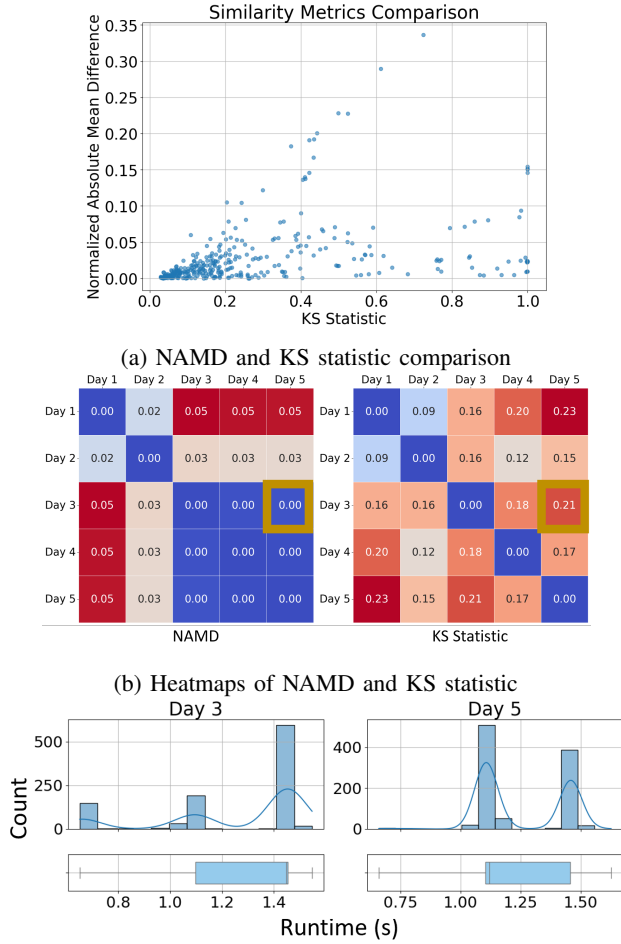 Similarity Metrics Comparison
Normalized Absolute Mean Difference
0.35
0.30
0.25
0.20
0.15
0.10
0.05
0.00
0.0 0.2 0.4 0.6 0.8 1.0
KS Statistic
(a) NAMD and KS statistic comparison
Day 1 Day 2 Day 3 Day 4 Day 5
Day 1 0.00 0.02 0.05 0.05 0.05
Day 2 0.02 0.00 0.03 0.03 0.03
Day 3 0.05 0.03 0.00 0.00 0.00
Day 4 0.05 0.03 0.00 0.00 0.00
Day 5 0.05 0.03 0.00 0.00 0.00
NAMD
Day 1 Day 2 Day 3 Day 4 Day 5
Day 1 0.00 0.09 0.16 0.20 0.23
Day 2 0.09 0.00 0.16 0.12 0.15
Day 3 0.16 0.16 0.00 0.18 0.21
Day 4 0.20 0.12 0.18 0.00 0.17
Day 5 0.23 0.15 0.21 0.17 0.00
KS Statistic
(b) Heatmaps of NAMD and KS statistic
Day 3
Count
500
250
0
0.8 1.0 1.2 1.4
Day 5
400
200
0
0.75 1.00 1.25 1.50
Runtime (s)